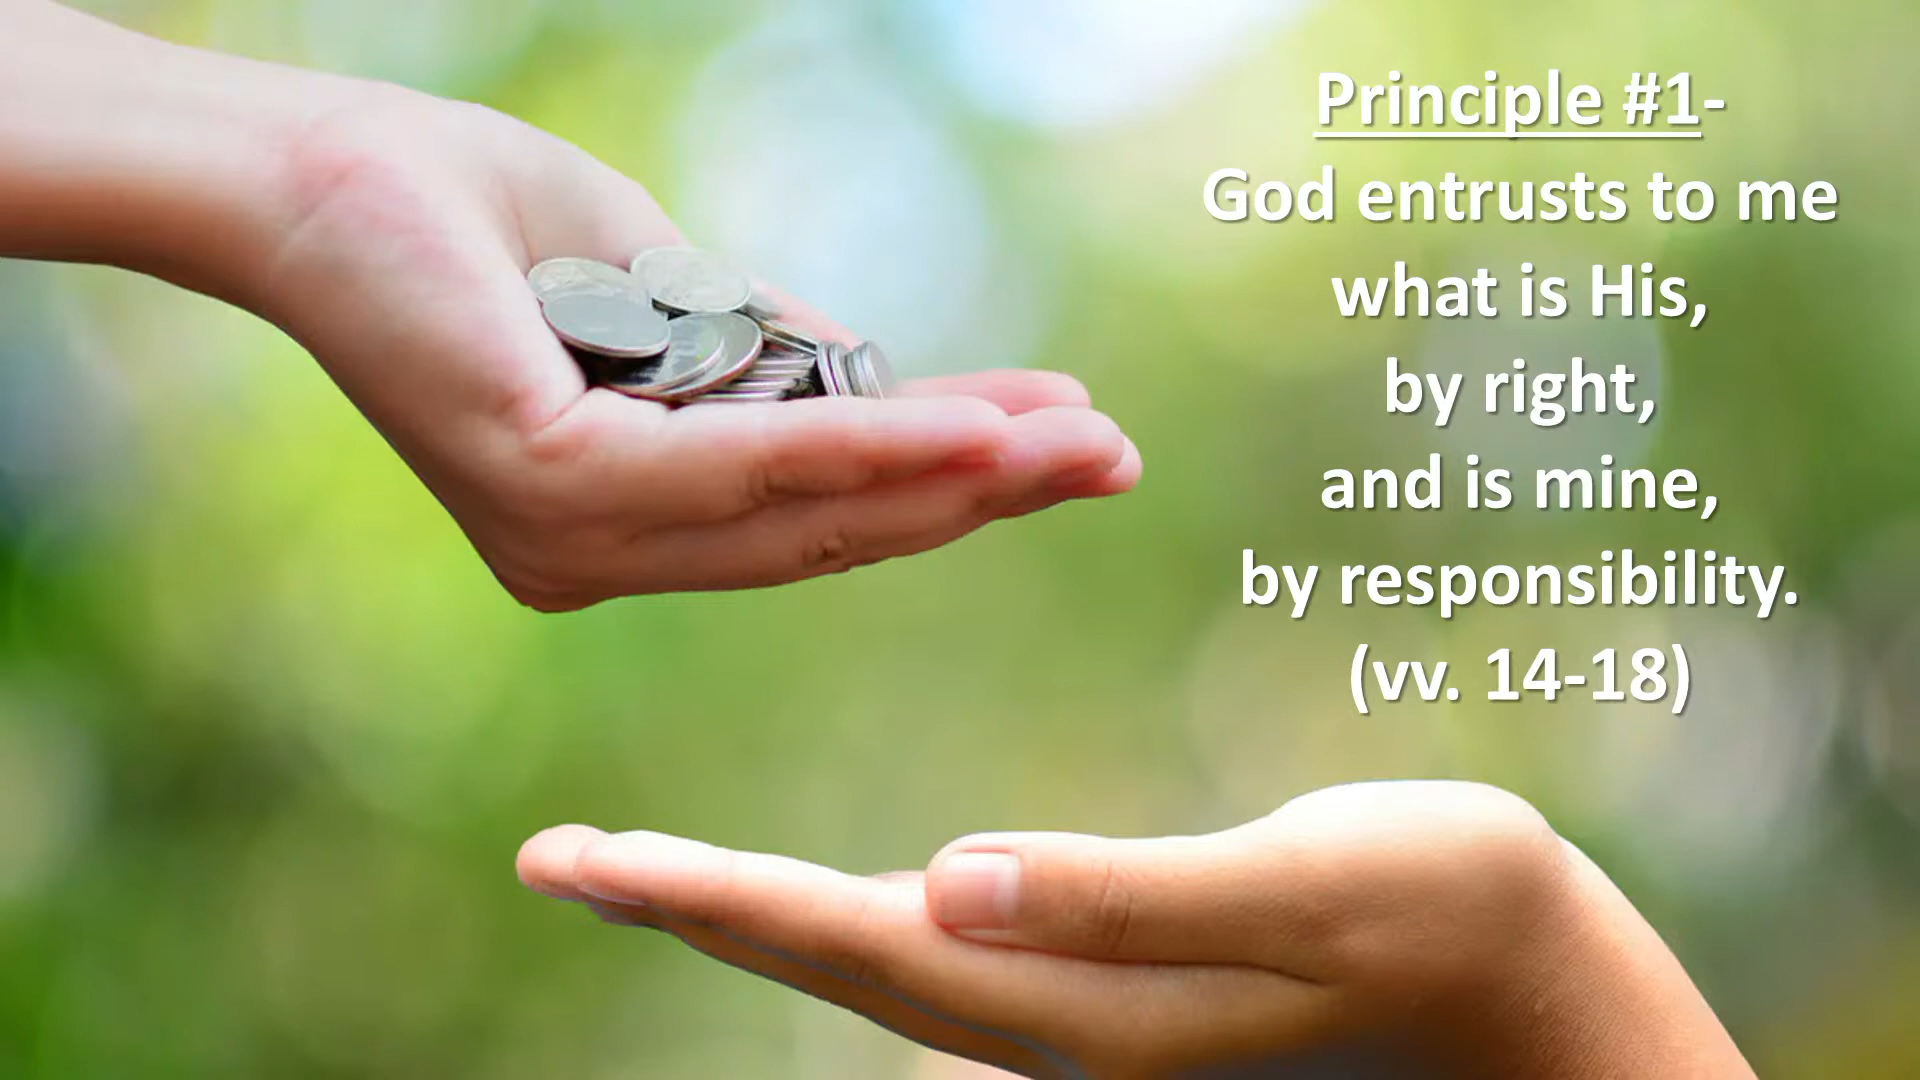 Principle #1-
God entrusts to me
what is His,
by right,
and is mine,
by responsibility.
(vv. 14-18)